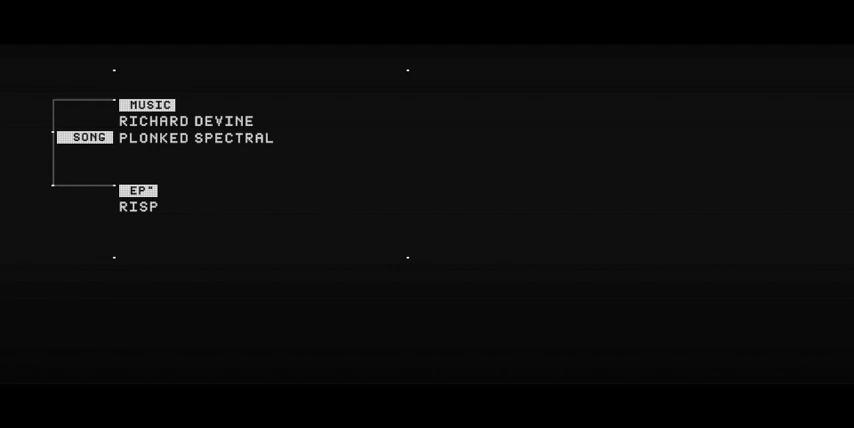 MUSIC
RICHARD DEVINE
SONG PLONKED SPECTRAL
EP"
RISP